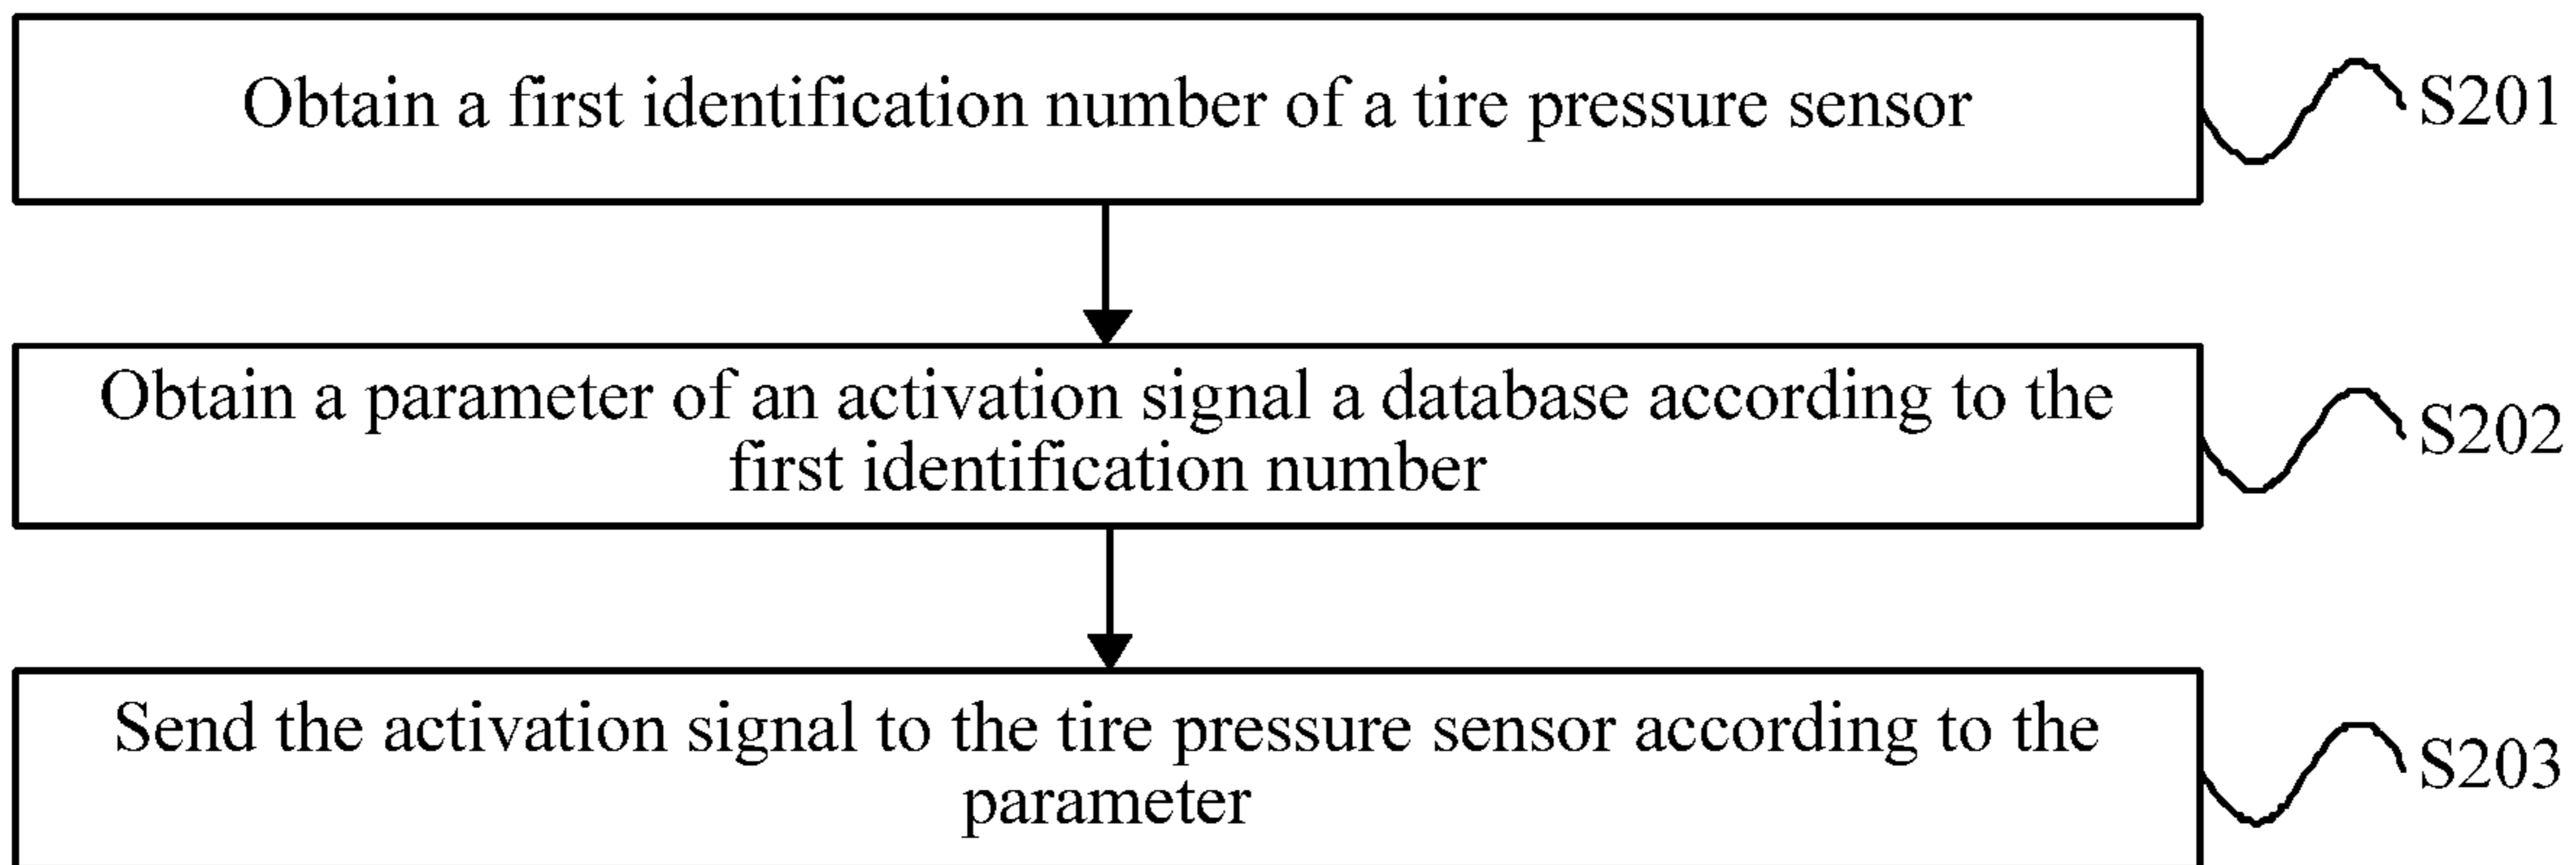 Obtain a first identification number of a tire pressure sensor
S201
Obtain a parameter of an activation signal a database according to the
first identification number
S202
Send the activation signal to the tire pressure sensor according to the
parameter
S203